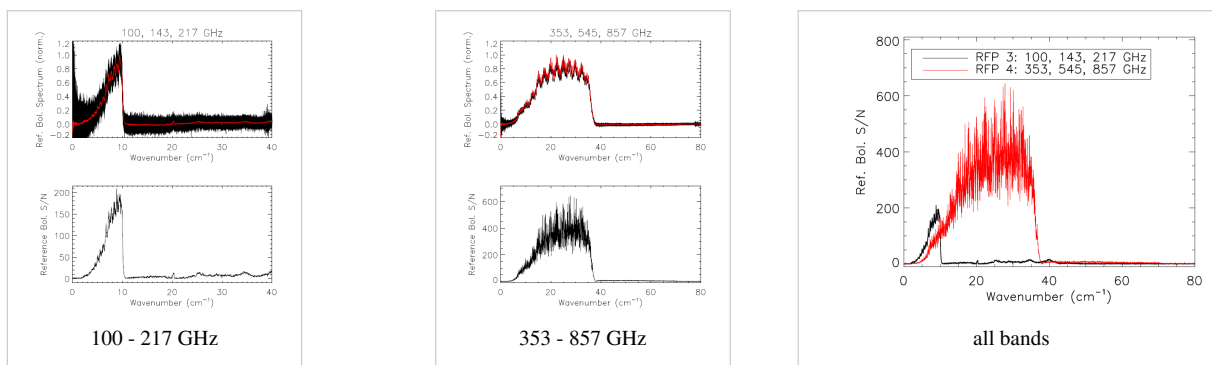 100, 143, 217 GHz
Ref. Bol. Spectrum (norm.)
1.2
1.0
0.8
0.6
0.4
0.2
0.0
-0.2
0 10 20 30 40
Wavenumber (cm-1)
Reference Bol. S/N
200
150
100
50
0
0 10 20 30 40
Wavenumber (cm-1)
100 - 217 GHz
353, 545, 857 GHz
Ref. Bol. Spectrum (norm.)
1.2
1.0
0.8
0.6
0.4
0.2
0.0
-0.2
0 20 40 60 80
Wavenumber (cm-1)
Reference Bol. S/N
600
400
200
0
0 20 40 60 80
Wavenumber (cm-1)
353 - 857 GHz
RFP 3: 100, 143, 217 GHz
RFP 4: 353, 545, 857 GHz
Ref. Bol. S/N
800
600
400
200
0
0 20 40 60 80
Wavenumber (cm-1)
all bands